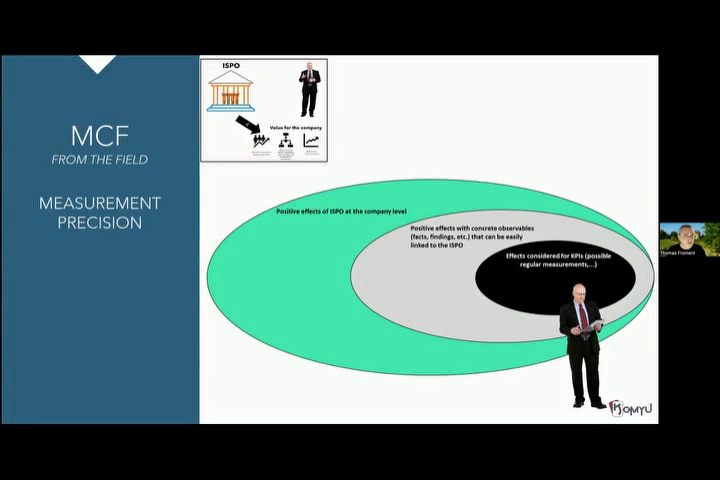 MCF
FROM THE FIELD
MEASUREMENT
PRECISION
ISPO
Value for the company
Positive effects of ISPO at the company level
Positive effects with concrete observables
(facts, findings, etc.) that can be easily
linked to the ISPO
Effects considered for KPIs (possible
regular measurements,...)
KOMYU
Thomas Froment